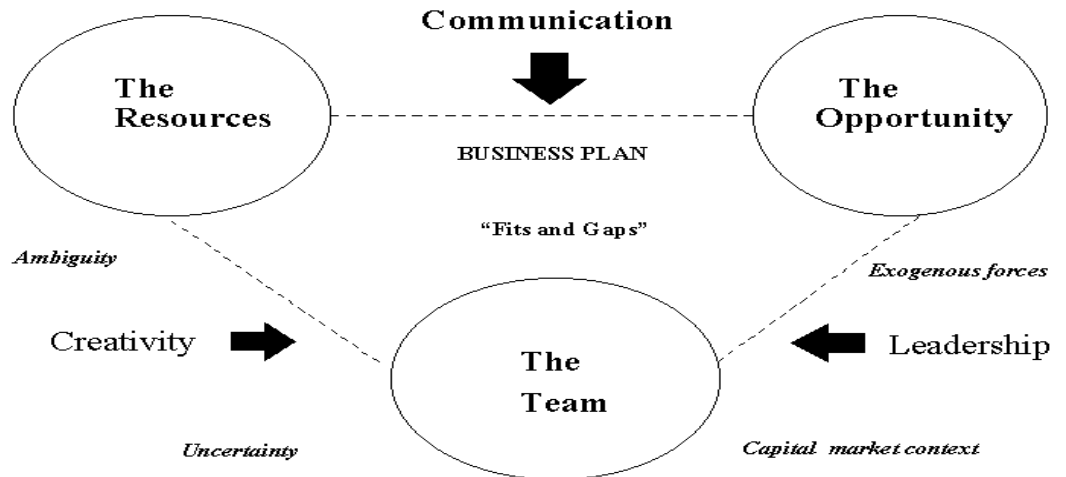 Communication
The
Resources
The
Opportunity
BUSINESS PLAN
“Fits and Gaps”
Ambiguity
Exogenous forces
Creativity
Leadership
The
Team
Uncertainty
Capital market context